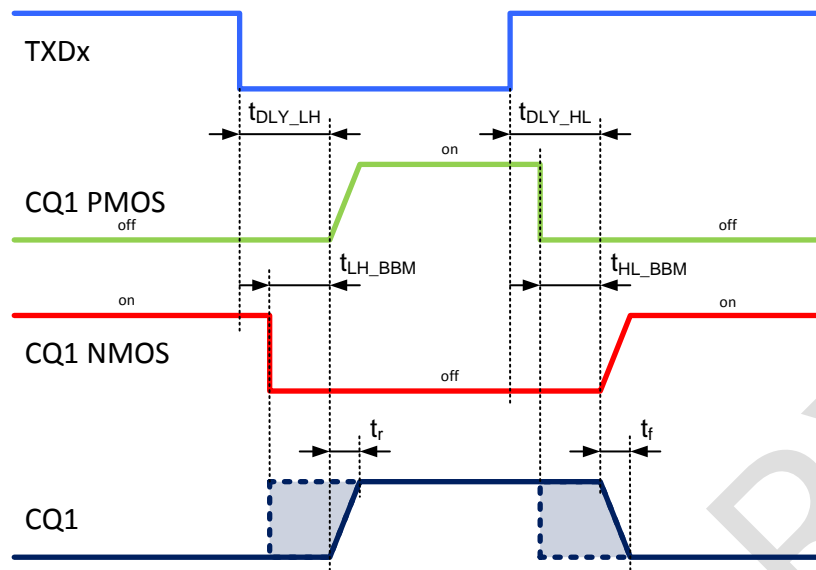 TXDx
tDLY_LH
tDLY_HL
on
CQ1 PMOS
off
off
tLH_BBM
tHL_BBM
on
on
CQ1 NMOS
off
tr
tf
CQ1